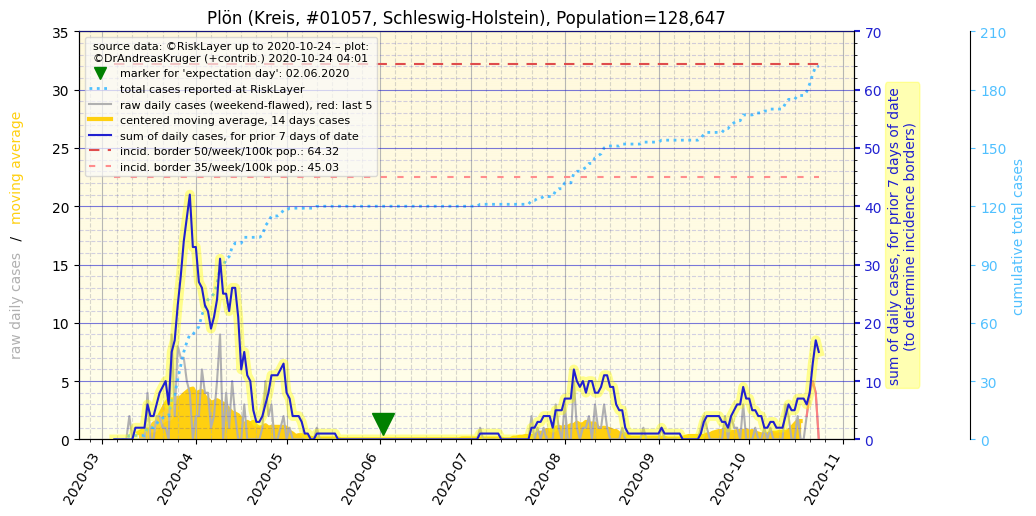 Plön (Kreis, #01057, Schleswig-Holstein), Population=128,647
source data: ©RiskLayer up to 2020-10-24 – plot:
©DrAndreasKruger (+contrib.) 2020-10-24 04:01
marker for 'expectation day': 02.06.2020
total cases reported at RiskLayer
raw daily cases (weekend-flawed), red: last 5
centered moving average, 14 days cases
sum of daily cases, for prior 7 days of date
incid. border 50/week/100k pop.: 64.32
incid. border 35/week/100k pop.: 45.03
raw daily cases / moving average
35
30
25
20
15
10
5
0
2020-03
2020-04
2020-05
2020-06
2020-07
2020-08
2020-09
2020-10
2020-11
70
60
50
40
30
20
10
0
sum of daily cases, for prior 7 days of date
(to determine incidence borders)
210
180
150
120
90
60
30
0
cumulative total cases